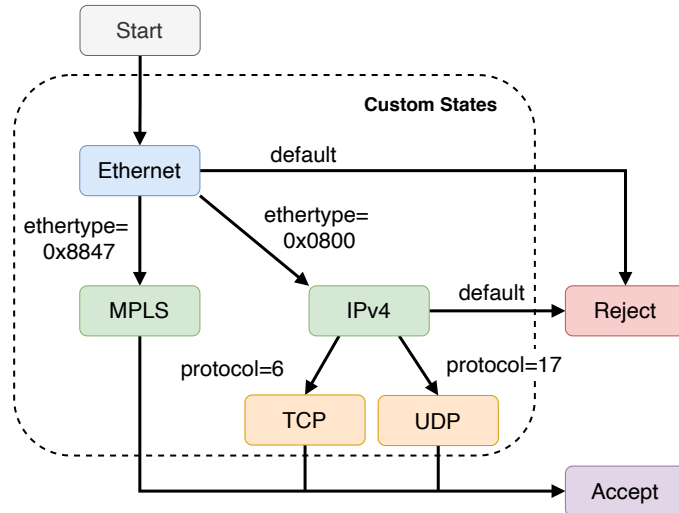 Start
Custom States
default
Ethernet
ethertype=
0x8847
ethertype=
0x0800
MPLS
IPv4
default
Reject
protocol=6
protocol=17
TCP
UDP
Accept